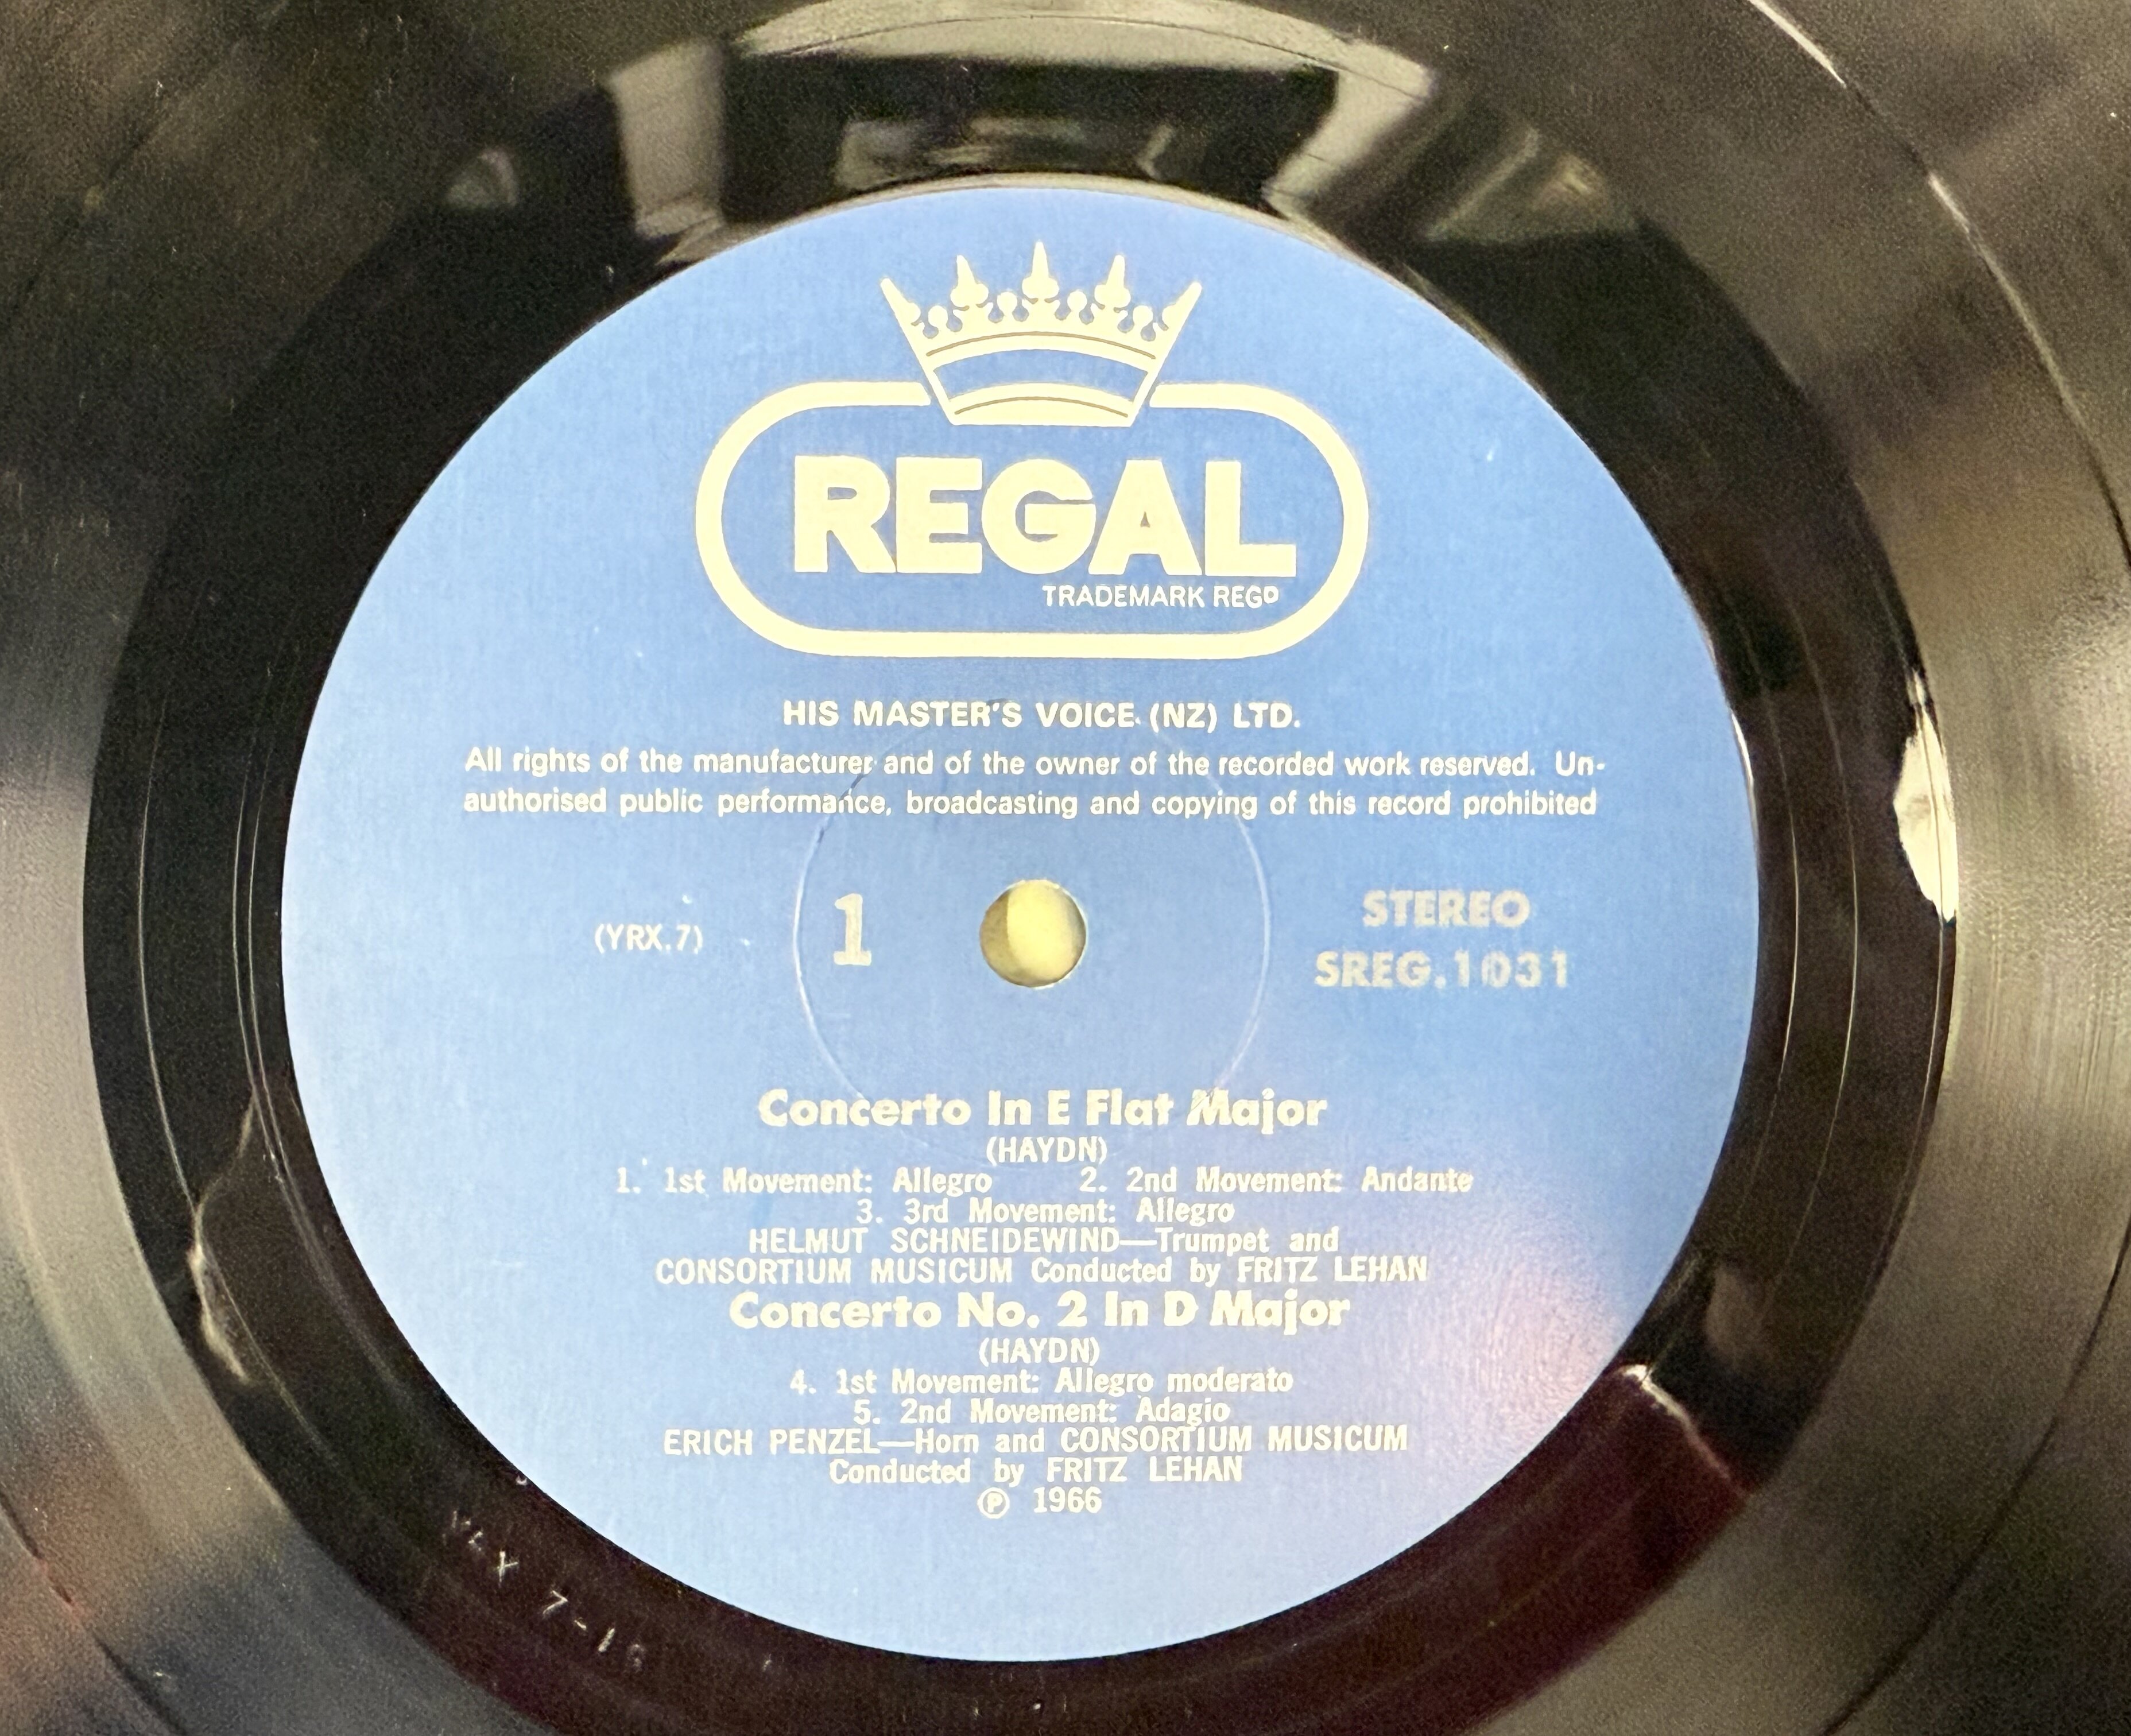 REGAL
TRADEMARK REGD
HIS MASTER'S VOICE (NZ) LTD.
All rights of the manufacturer and of the owner of the recorded work reserved. Un-
authorised public performance, broadcasting and copying of this record prohibited
(YRX.7) 1 STEREO
SREG.1031
Concerto In E Flat Major
(HAYDN)
1. 1st Movement: Allegro 2. 2nd Movement: Andante
3. 3rd Movement: Allegro
HELMUT SCHNEIDEWIND—Trumpet and
CONSORTIUM MUSICUM Conducted by FRITZ LEHAN
Concerto No. 2 In D Major
(HAYDN)
4. 1st Movement: Allegro moderato
5. 2nd Movement: Adagio
ERICH PENZEL—Horn and CONSORTIUM MUSICUM
Conducted by FRITZ LEHAN
℗ 1966